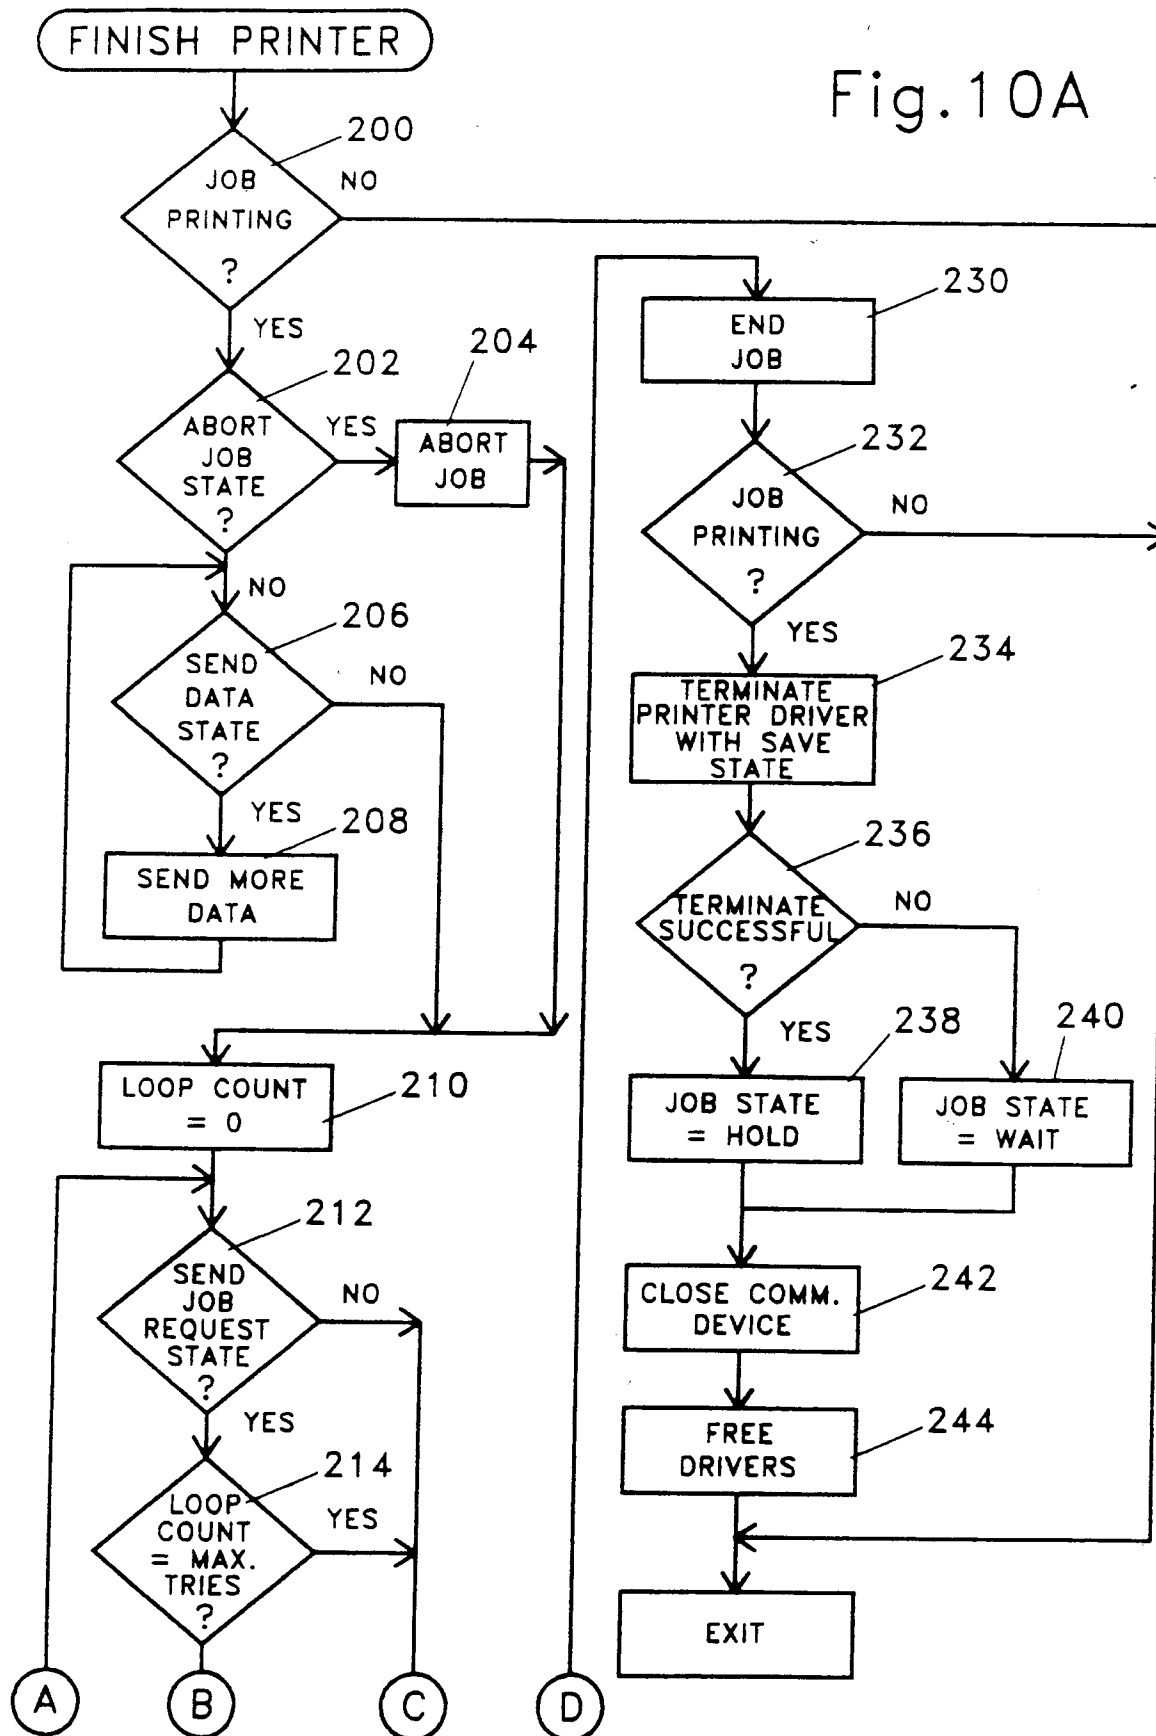 FINISH PRINTER
Fig.10A
200
JOB
PRINTING
?
NO
YES
202
ABORT
JOB
STATE
?
YES
204
ABORT
JOB
NO
206
SEND
DATA
STATE
?
NO
YES
208
SEND MORE
DATA
LOOP COUNT
= 0
210
212
SEND
JOB
REQUEST
STATE
?
NO
YES
214
LOOP
COUNT
= MAX.
TRIES
?
YES
A
B
C
D
230
END
JOB
232
JOB
PRINTING
?
NO
YES
234
TERMINATE
PRINTER DRIVER
WITH SAVE
STATE
236
TERMINATE
SUCCESSFUL
?
NO
YES
238
JOB STATE
= HOLD
240
JOB STATE
= WAIT
CLOSE COMM.
DEVICE
242
FREE
DRIVERS
244
EXIT